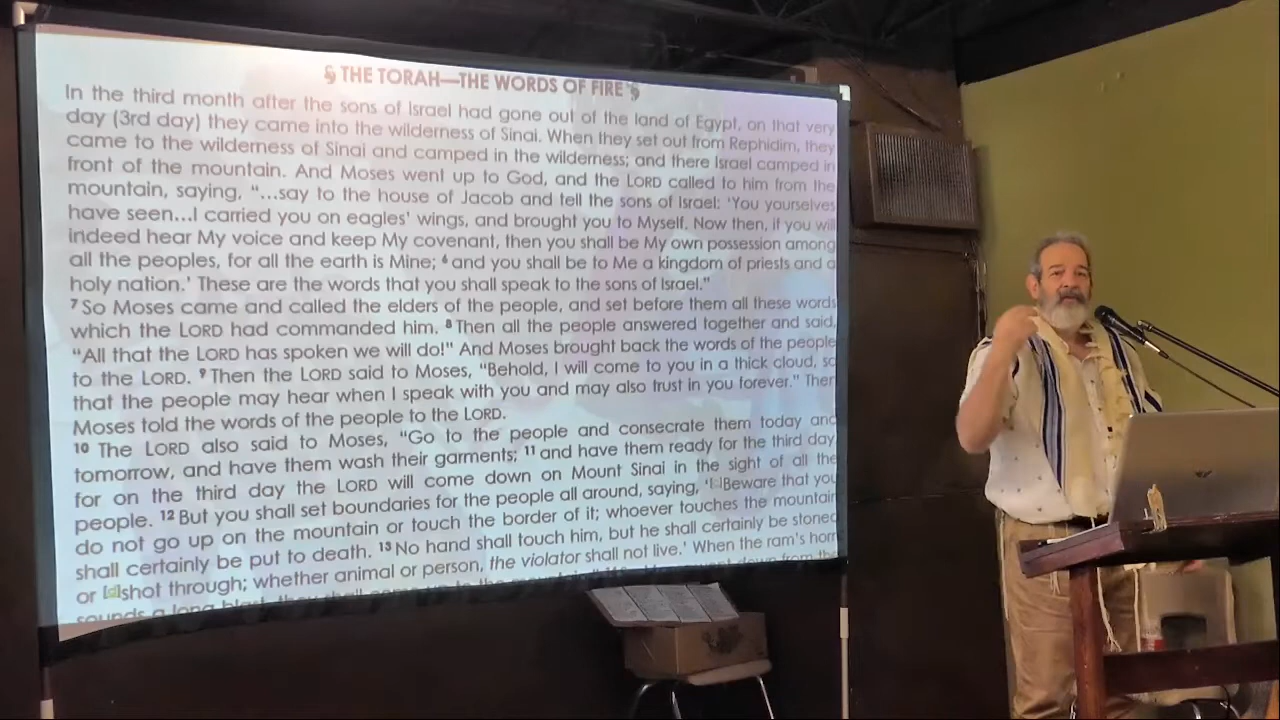 THE TORAH—THE WORDS OF FIRE
In the third month after the sons of Israel had gone out of the land of Egypt, on that very
day (3rd day) they came into the wilderness of Sinai. When they set out from Rephidim, they
came to the wilderness of Sinai and camped in the wilderness; and there Israel camped in
front of the mountain. And Moses went up to God, and the LORD called to him from the
mountain, saying, “…say to the house of Jacob and tell the sons of Israel: ‘You yourselves
have seen…I carried you on eagles’ wings, and brought you to Myself. Now then, if you will
indeed hear My voice and keep My covenant, then you shall be My own possession among
all the peoples, for all the earth is Mine; 6 and you shall be to Me a kingdom of priests and a
holy nation.’ These are the words that you shall speak to the sons of Israel.”
7 So Moses came and called the elders of the people, and set before them all these words
which the LORD had commanded him. 8 Then all the people answered together and said,
“All that the LORD has spoken we will do!” And Moses brought back the words of the people
to the LORD. 9 Then the LORD said to Moses, “Behold, I will come to you in a thick cloud, so
that the people may hear when I speak with you and may also trust in you forever.” Then
Moses told the words of the people to the LORD.
10 The LORD also said to Moses, “Go to the people and consecrate them today and
tomorrow, and have them wash their garments; 11 and have them ready for the third day,
for on the third day the LORD will come down on Mount Sinai in the sight of all the
people. 12 But you shall set boundaries for the people all around, saying, ‘Beware that you
do not go up on the mountain or touch the border of it; whoever touches the mountain
shall certainly be put to death. 13 No hand shall touch him, but he shall certainly be stoned
or shot through; whether animal or person, the violator shall not live.’ When the ram’s horn
sounds a long blast, they shall